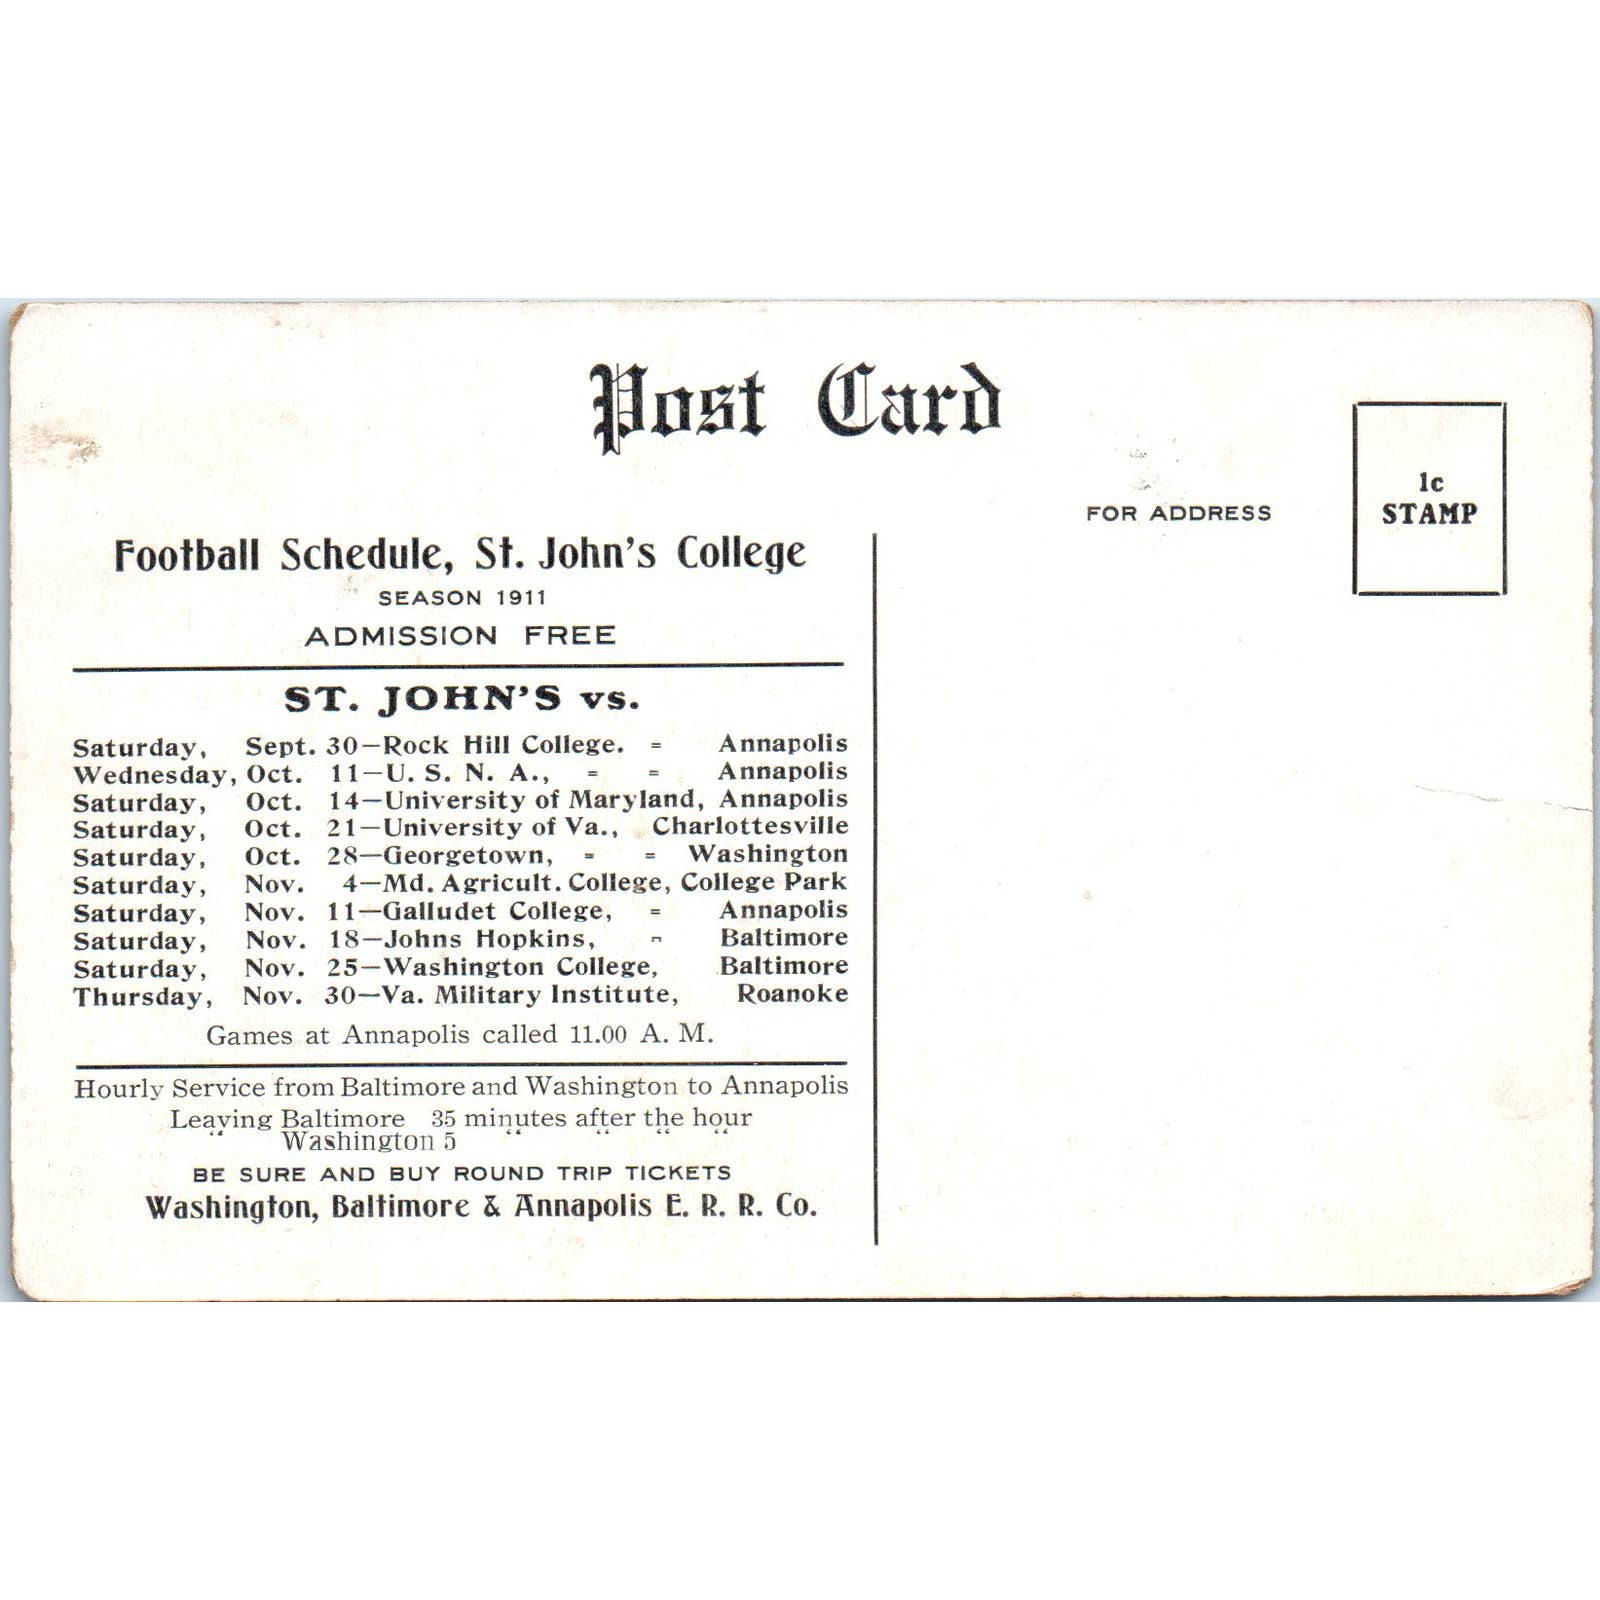 Post Card
FOR ADDRESS
1c
STAMP
Football Schedule, St. John's College
SEASON 1911
ADMISSION FREE
ST. JOHN'S vs.
Saturday, Sept. 30—Rock Hill College. = Annapolis
Wednesday, Oct. 11—U. S. N. A., = = Annapolis
Saturday, Oct. 14—University of Maryland, Annapolis
Saturday, Oct. 21—University of Va., Charlottesville
Saturday, Oct. 28—Georgetown, = = Washington
Saturday, Nov. 4—Md. Agricult. College, College Park
Saturday, Nov. 11—Galludet College, = Annapolis
Saturday, Nov. 18—Johns Hopkins, = Baltimore
Saturday, Nov. 25—Washington College, Baltimore
Thursday, Nov. 30—Va. Military Institute, Roanoke
Games at Annapolis called 11.00 A. M.
Hourly Service from Baltimore and Washington to Annapolis
Leaving Baltimore 35 minutes after the hour
" Washington 5 " " " "
BE SURE AND BUY ROUND TRIP TICKETS
Washington, Baltimore & Annapolis E. R. R. Co.